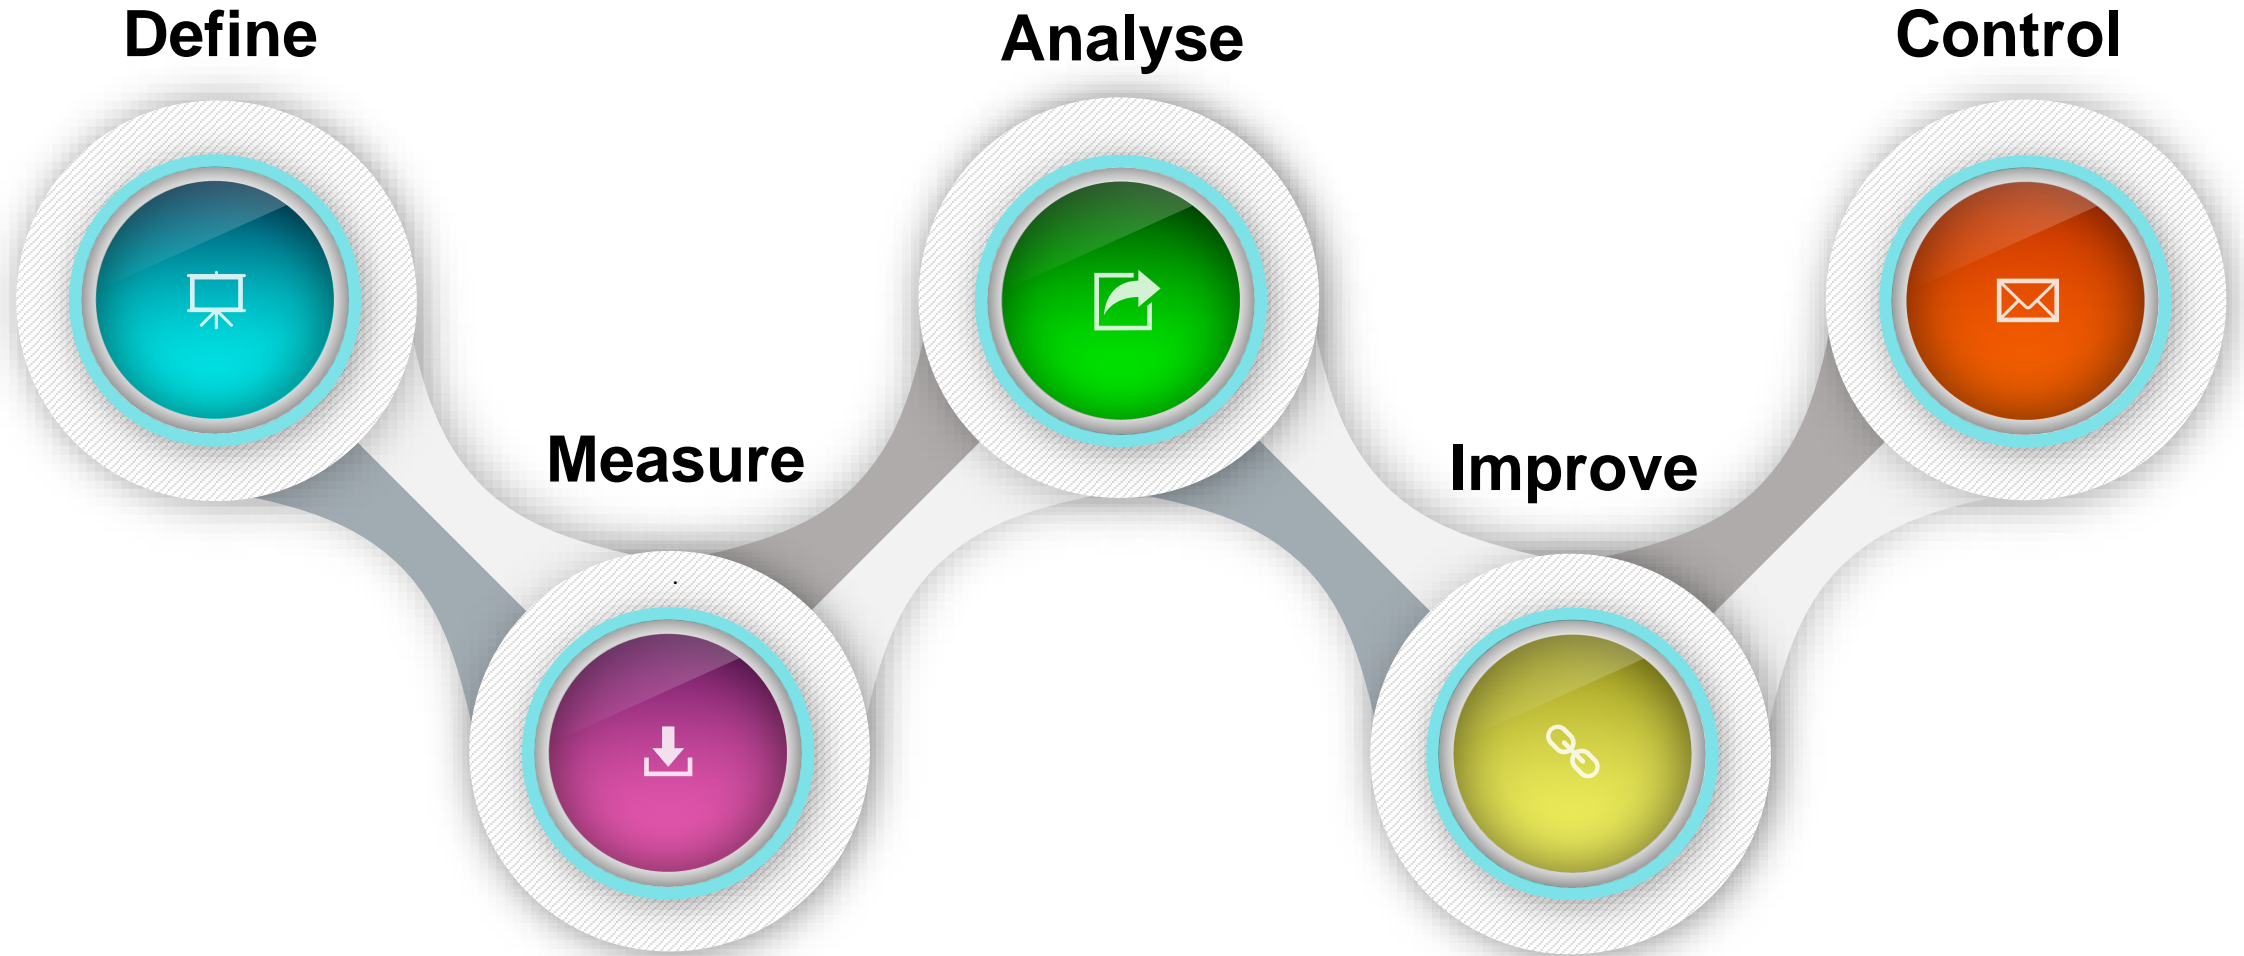 Define
Measure
Analyse
Improve
Control